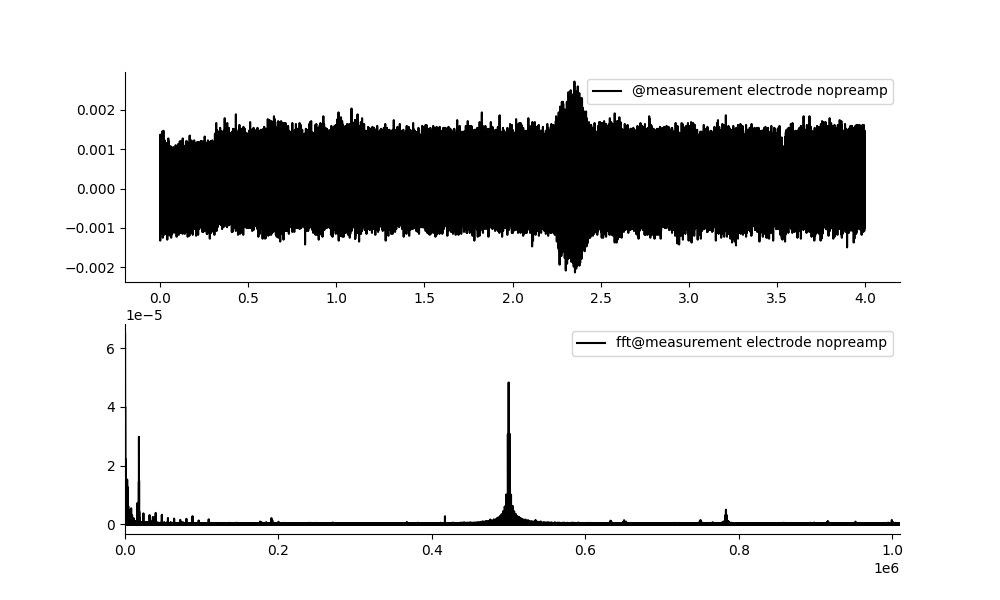 @measurement electrode nopreamp
0.002
0.001
0.000
−0.001
−0.002
0.0 0.5 1.0 1.5 2.0 2.5 3.0 3.5 4.0
1e−5
fft@measurement electrode nopreamp
6
4
2
0
0.0 0.2 0.4 0.6 0.8 1.0
1e6